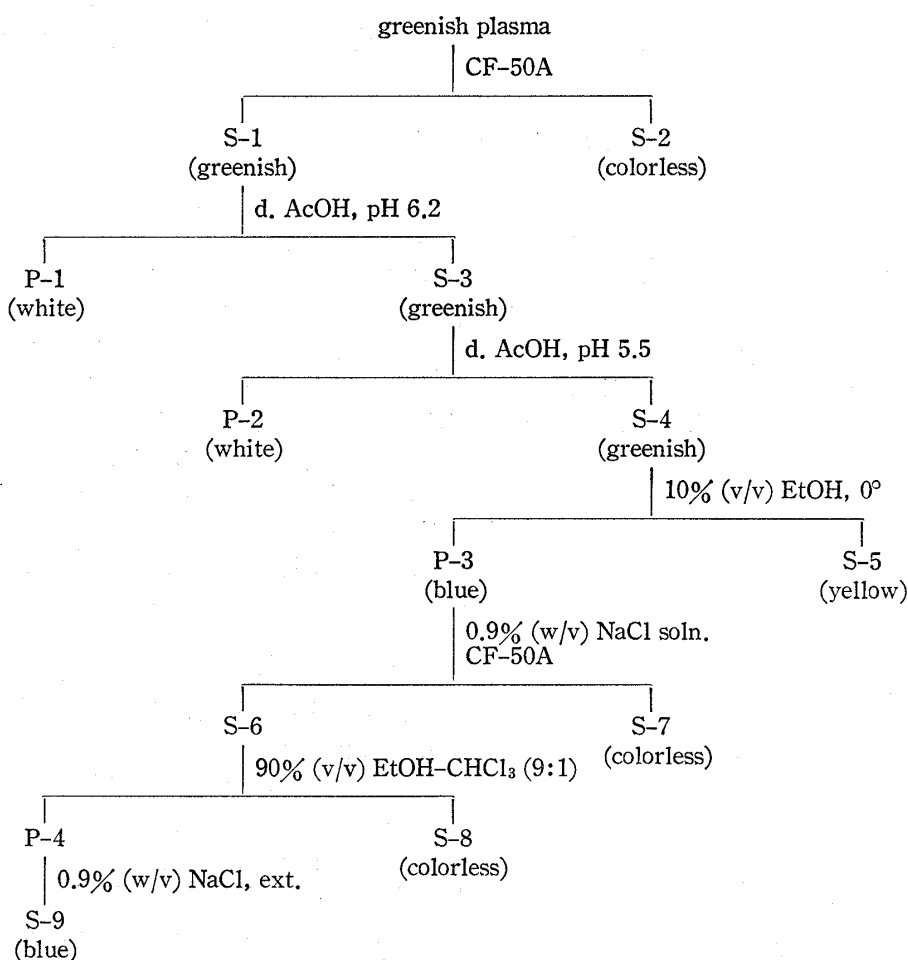 greenish plasma
CF-50A
S-1
(greenish)
S-2
(colorless)
d. AcOH, pH 6.2
P-1
(white)
S-3
(greenish)
d. AcOH, pH 5.5
P-2
(white)
S-4
(greenish)
10% (v/v) EtOH, 0°
P-3
(blue)
S-5
(yellow)
0.9% (w/v) NaCl soln.
CF-50A
S-6
S-7
(colorless)
90% (v/v) EtOH-CHCl₃ (9:1)
P-4
S-8
(colorless)
0.9% (w/v) NaCl, ext.
S-9
(blue)